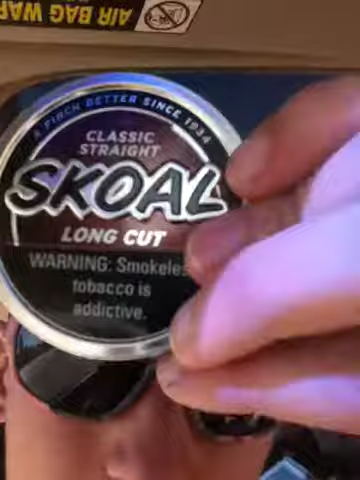 AIR BAG WAR
A PINCH BETTER SINCE 1934
CLASSIC
STRAIGHT
SKOAL
LONG CUT
WARNING: Smokeles
tobacco is
addictive.